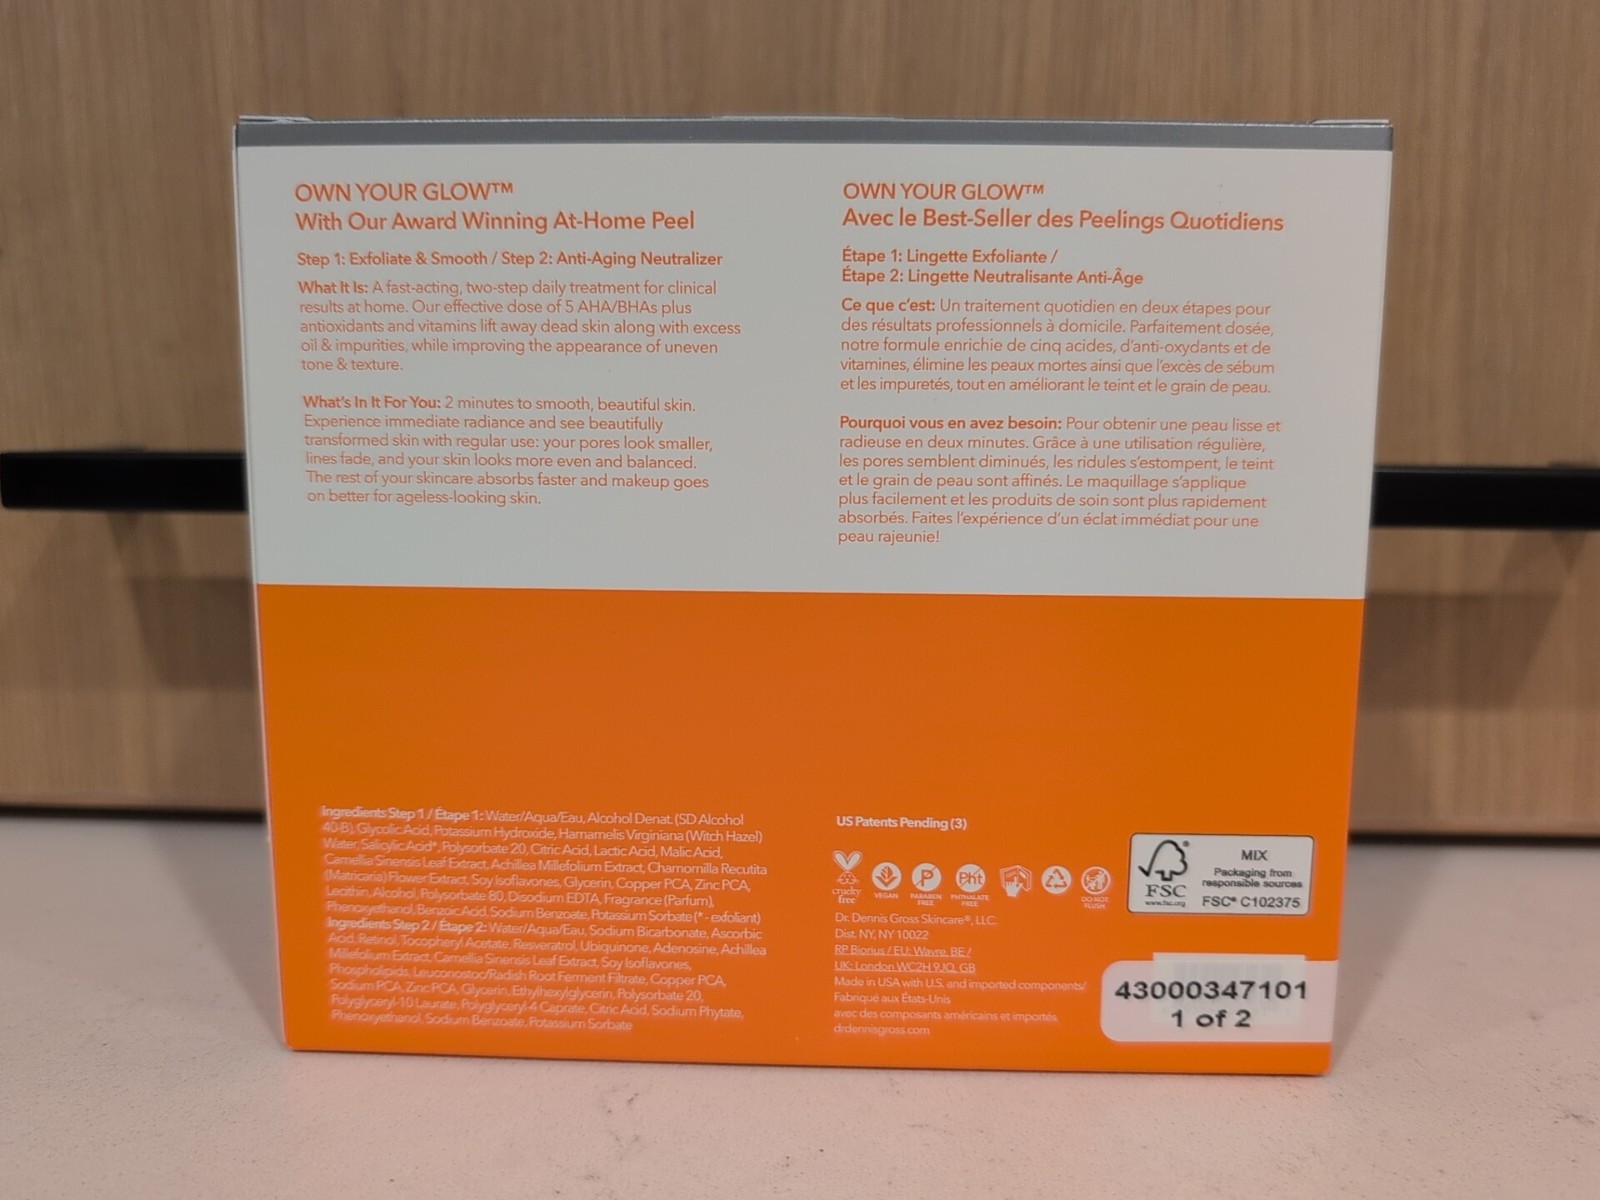 OWN YOUR GLOW™
With Our Award Winning At-Home Peel
Step 1: Exfoliate & Smooth / Step 2: Anti-Aging Neutralizer
What It Is: A fast-acting, two-step daily treatment for clinical
results at home. Our effective dose of 5 AHA/BHAs plus
antioxidants and vitamins lift away dead skin along with excess
oil & impurities, while improving the appearance of uneven
tone & texture.
What's In It For You: 2 minutes to smooth, beautiful skin.
Experience immediate radiance and see beautifully
transformed skin with regular use: your pores look smaller,
lines fade, and your skin looks more even and balanced.
The rest of your skincare absorbs faster and makeup goes
on better for ageless-looking skin.
OWN YOUR GLOW™
Avec le Best-Seller des Peelings Quotidiens
Étape 1: Lingette Exfoliante /
Étape 2: Lingette Neutralisante Anti-Âge
Ce que c'est: Un traitement quotidien en deux étapes pour
des résultats professionnels à domicile. Parfaitement dosée,
notre formule enrichie de cinq acides, d'anti-oxydants et de
vitamines, élimine les peaux mortes ainsi que l'excès de sébum
et les impuretés, tout en améliorant le teint et le grain de peau.
Pourquoi vous en avez besoin: Pour obtenir une peau lisse et
radieuse en deux minutes. Grâce à une utilisation régulière,
les pores semblent diminués, les ridules s'estompent, le teint
et le grain de peau sont affinés. Le maquillage s'applique
plus facilement et les produits de soin sont plus rapidement
absorbés. Faites l'expérience d'un éclat immédiat pour une
peau rajeunie!
Ingredients Step 1 / Étape 1: Water/Aqua/Eau, Alcohol Denat. (SD Alcohol
40-B), Glycolic Acid, Potassium Hydroxide, Hamamelis Virginiana (Witch Hazel)
Water, Salicylic Acid*, Polysorbate 20, Citric Acid, Lactic Acid, Malic Acid,
Camellia Sinensis Leaf Extract, Achillea Millefolium Extract, Chamomilla Recutita
(Matricaria) Flower Extract, Soy Isoflavones, Glycerin, Copper PCA, Zinc PCA,
Lecithin, Alcohol, Polysorbate 80, Disodium EDTA, Fragrance (Parfum),
Phenoxyethanol, Benzoic Acid, Sodium Benzoate, Potassium Sorbate (* - exfoliant)
Ingredients Step 2 / Étape 2: Water/Aqua/Eau, Sodium Bicarbonate, Ascorbic
Acid, Retinol, Tocopheryl Acetate, Resveratrol, Ubiquinone, Adenosine, Achillea
Millefolium Extract, Camellia Sinensis Leaf Extract, Soy Isoflavones,
Phospholipids, Leuconostoc/Radish Root Ferment Filtrate, Copper PCA,
Sodium PCA, Zinc PCA, Glycerin, Ethylhexylglycerin, Polysorbate 20,
Polyglyceryl-10 Laurate, Polyglyceryl-4 Caprate, Citric Acid, Sodium Phytate,
Phenoxyethanol, Sodium Benzoate, Potassium Sorbate
US Patents Pending (3)
cruelty
free
VEGAN
P
PARABEN
FREE
Pht
PHTHALATE
FREE
DO NOT
FLUSH
FSC
www.fsc.org
MIX
Packaging from
responsible sources
FSC® C102375
Dr. Dennis Gross Skincare®, LLC.
Dist. NY, NY 10022
RP Biorius / EU: Wavre, BE /
UK: London WC2H 9JQ, GB
Made in USA with U.S. and imported components/
Fabriqué aux États-Unis
avec des composants américains et importés
drdennisgross.com
43000347101
1 of 2